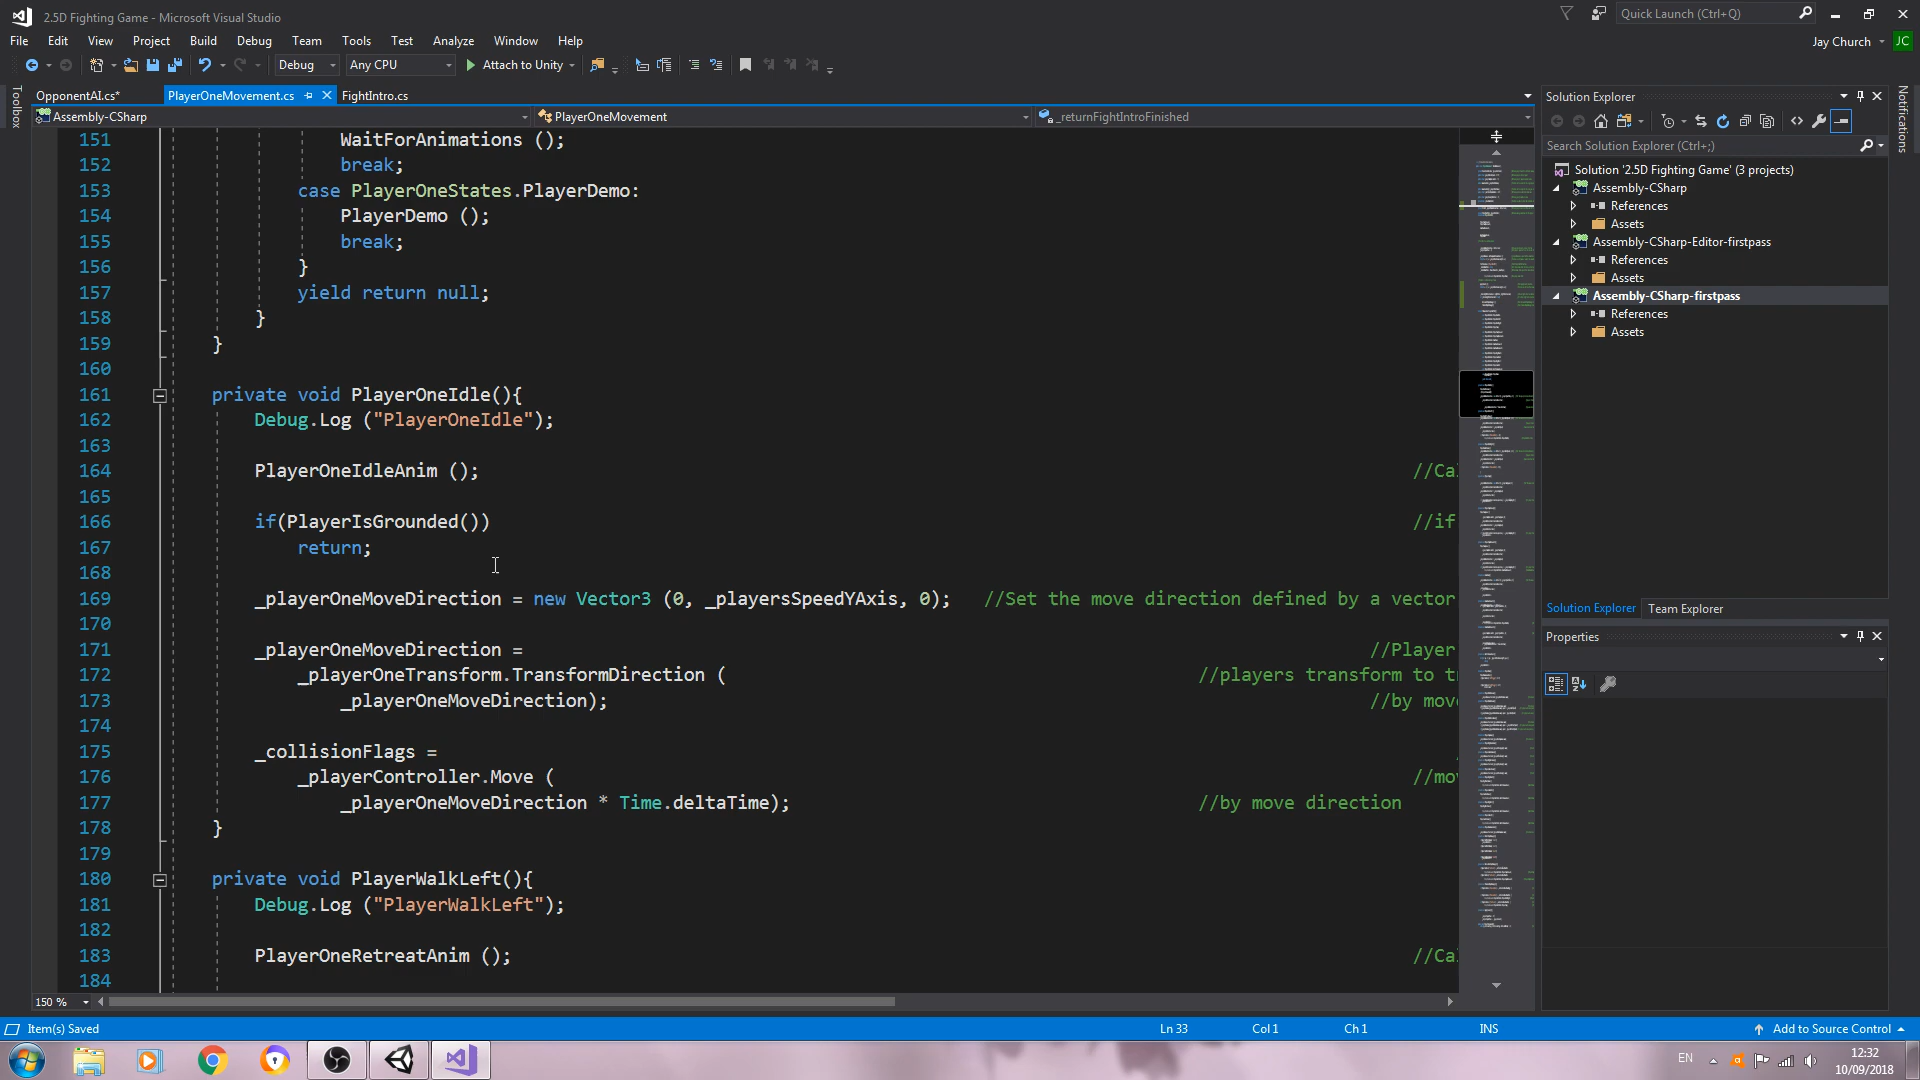 2.5D Fighting Game - Microsoft Visual Studio
Quick Launch (Ctrl+Q)
File Edit View Project Build Debug Team Tools Test Analyze Window Help
Jay Church
JC
Debug
Any CPU
Attach to Unity
Toolbox
OpponentAI.cs*
PlayerOneMovement.cs
FightIntro.cs
Assembly-CSharp
PlayerOneMovement
_returnFightIntroFinished
151 WaitForAnimations ();
152 break;
153 case PlayerOneStates.PlayerDemo:
154 PlayerDemo ();
155 break;
156 }
157 yield return null;
158 }
159 }
160
161 private void PlayerOneIdle(){
162 Debug.Log ("PlayerOneIdle");
163
164 PlayerOneIdleAnim (); //Ca
165
166 if(PlayerIsGrounded()) //if
167 return;
168
169 _playerOneMoveDirection = new Vector3 (0, _playersSpeedYAxis, 0); //Set the move direction defined by a vector
170
171 _playerOneMoveDirection = //Player
172 _playerOneTransform.TransformDirection ( //players transform to t
173 _playerOneMoveDirection); //by mov
174
175 _collisionFlags =
176 _playerController.Move ( //mo
177 _playerOneMoveDirection * Time.deltaTime); //by move direction
178 }
179
180 private void PlayerWalkLeft(){
181 Debug.Log ("PlayerWalkLeft");
182
183 PlayerOneRetreatAnim (); //Ca
184
150 %
Solution Explorer
Search Solution Explorer (Ctrl+;)
Solution '2.5D Fighting Game' (3 projects)
Assembly-CSharp
References
Assets
Assembly-CSharp-Editor-firstpass
References
Assets
Assembly-CSharp-firstpass
References
Assets
Solution Explorer
Team Explorer
Properties
Notifications
Item(s) Saved
Ln 33
Col 1
Ch 1
INS
Add to Source Control
EN
12:32
10/09/2018